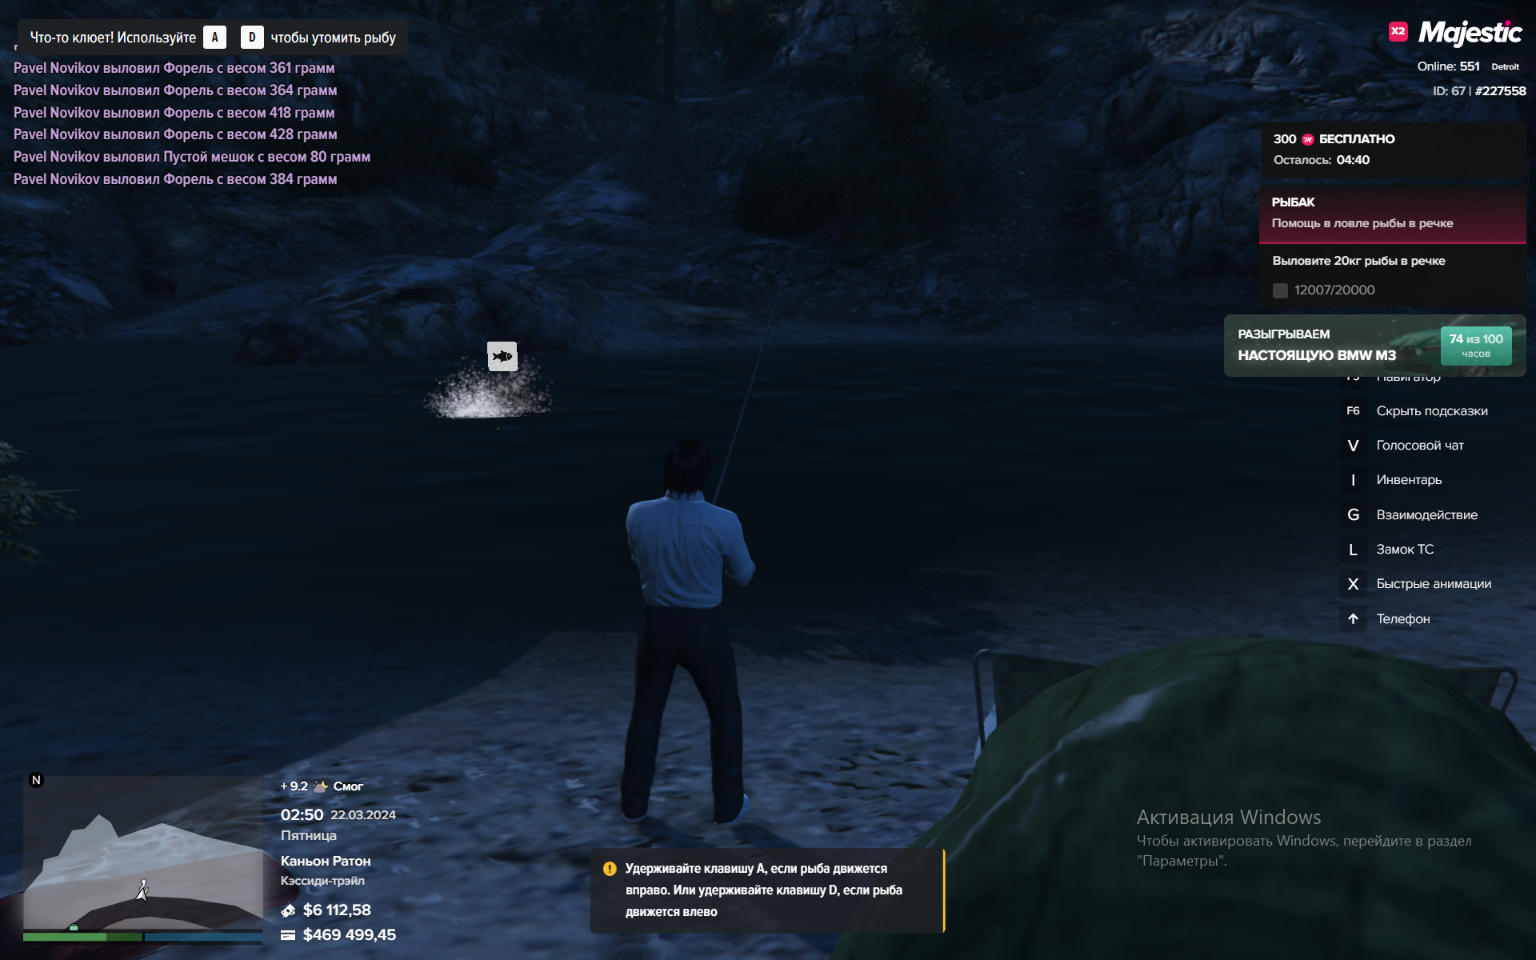 Что-то клюет! Используйте A D чтобы утомить рыбу
Pavel Novikov выловил Форель с весом 361 грамм
Pavel Novikov выловил Форель с весом 364 грамм
Pavel Novikov выловил Форель с весом 418 грамм
Pavel Novikov выловил Форель с весом 428 грамм
Pavel Novikov выловил Пустой мешок с весом 80 грамм
Pavel Novikov выловил Форель с весом 384 грамм
X2 Majestic
Online: 551 Detroit
ID: 67 | #227558
300 БЕСПЛАТНО
Осталось: 04:40
РЫБАК
Помощь в ловле рыбы в речке
Выловите 20кг рыбы в речке
12007/20000
РАЗЫГРЫВАЕМ
НАСТОЯЩУЮ BMW M3
74 из 100
часов
Навигатор
F6 Скрыть подсказки
V Голосовой чат
I Инвентарь
G Взаимодействие
L Замок ТС
X Быстрые анимации
↑ Телефон
N
+ 9.2 Смог
02:50 22.03.2024
Пятница
Каньон Ратон
Кэссиди-трэйл
$6 112,58
$469 499,45
Удерживайте клавишу A, если рыба движется
вправо. Или удерживайте клавишу D, если рыба
движется влево
Активация Windows
Чтобы активировать Windows, перейдите в раздел
"Параметры".